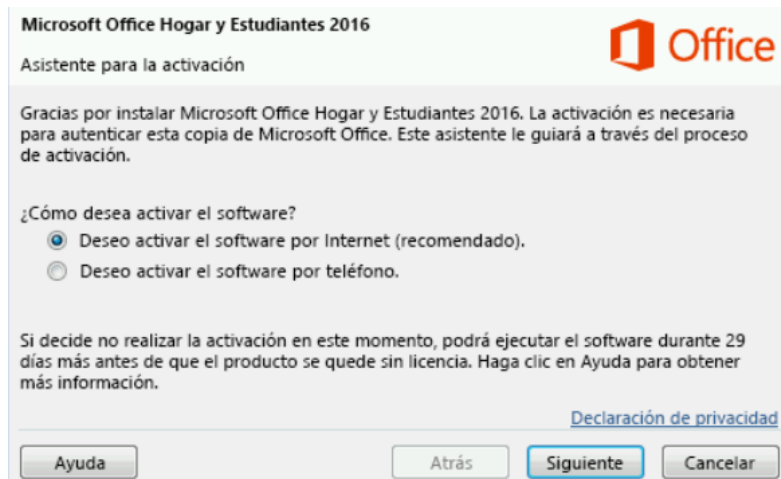 Microsoft Office Hogar y Estudiantes 2016
Office
Asistente para la activación
Gracias por instalar Microsoft Office Hogar y Estudiantes 2016. La activación es necesaria
para autenticar esta copia de Microsoft Office. Este asistente le guiará a través del proceso
de activación.
¿Cómo desea activar el software?
Deseo activar el software por Internet (recomendado).
Deseo activar el software por teléfono.
Si decide no realizar la activación en este momento, podrá ejecutar el software durante 29
días más antes de que el producto se quede sin licencia. Haga clic en Ayuda para obtener
más información.
Declaración de privacidad
Ayuda Atrás Siguiente Cancelar